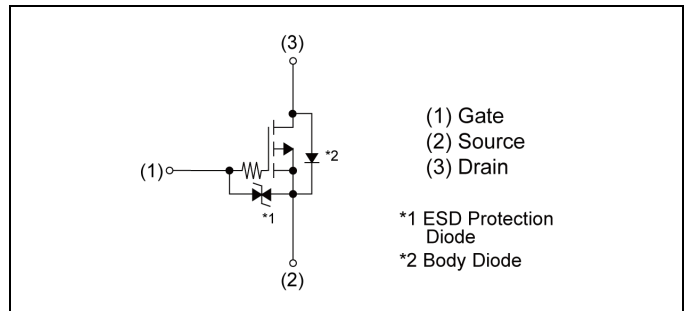 (3)
(1) Gate
(2) Source
(3) Drain
*2
(1)
*1
*1 ESD Protection
Diode
*2 Body Diode
(2)